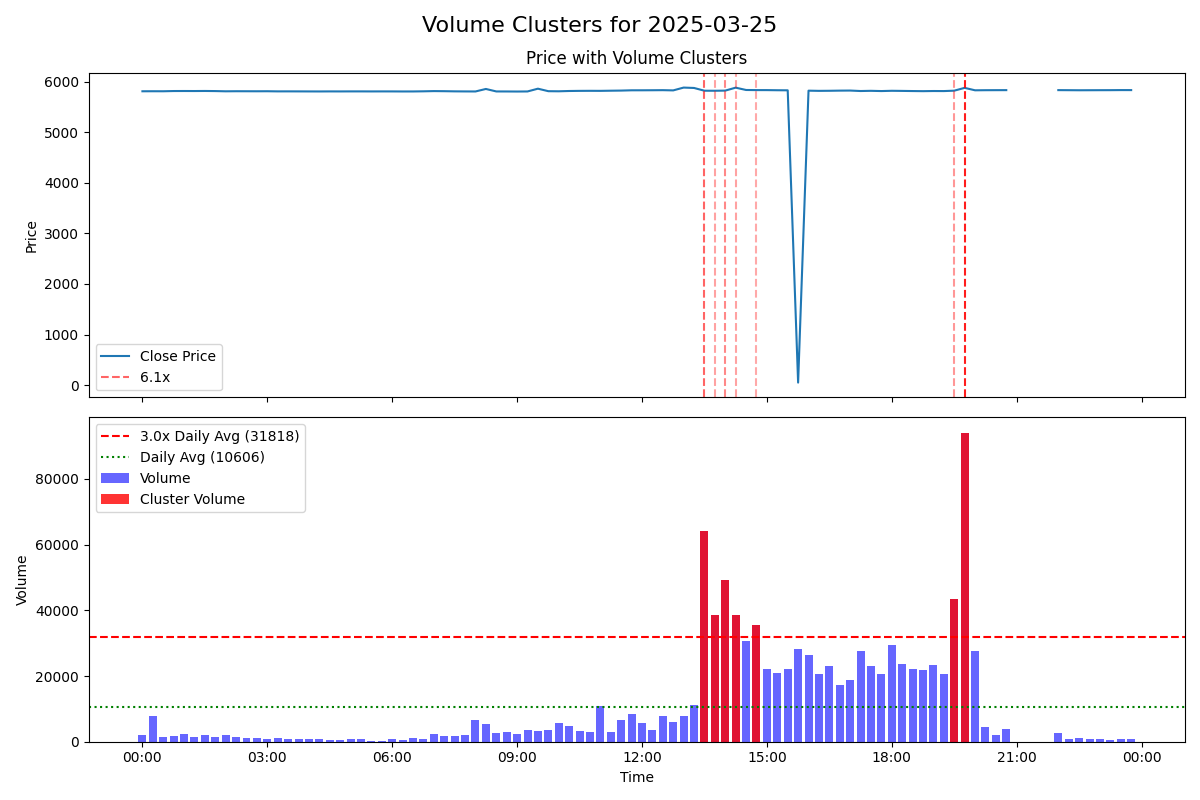 Volume Clusters for 2025-03-25
Price with Volume Clusters
6000
5000
4000
3000
2000
1000
0
Price
Close Price
6.1x
3.0x Daily Avg (31818)
Daily Avg (10606)
Volume
Cluster Volume
80000
60000
40000
20000
0
Volume
00:00 03:00 06:00 09:00 12:00 15:00 18:00 21:00 00:00
Time